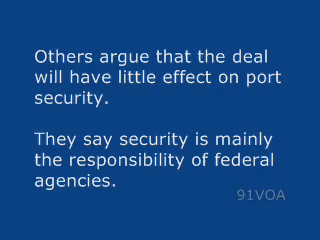 Others argue that the deal
will have little effect on port
security.
They say security is mainly
the responsibility of federal
agencies.
91VOA